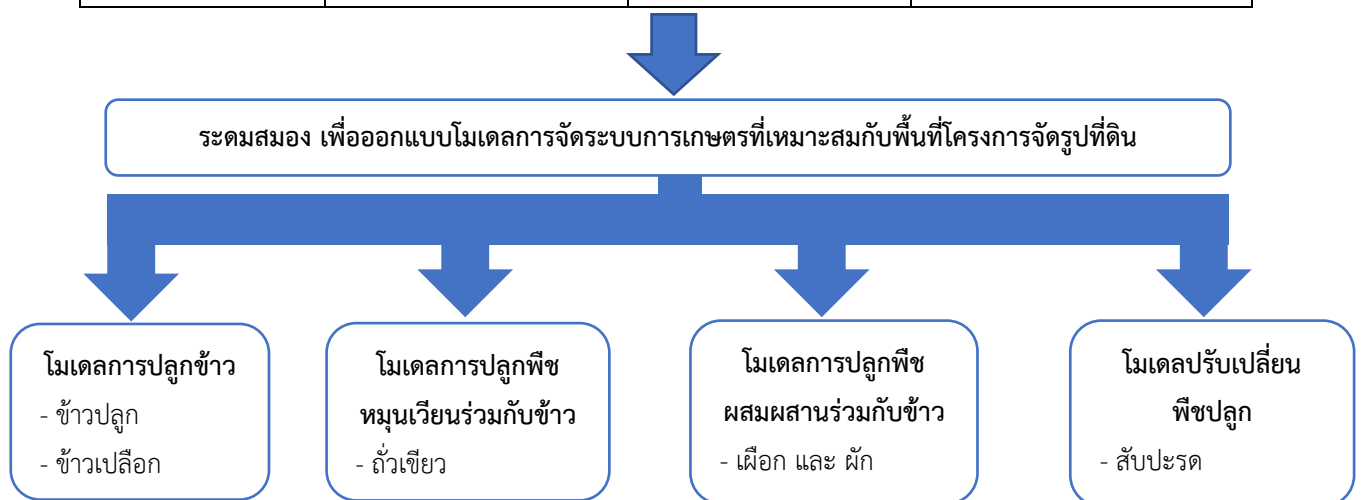 ระดมสมอง เพื่อออกแบบโมเดลการจัดระบบการเกษตรที่เหมาะสมกับพื้นที่โครงการจัดรูปที่ดิน
โมเดลการปลูกข้าว
- ข้าวปลูก
- ข้าวเปลือก
โมเดลการปลูกพืช
หมุนเวียนร่วมกับข้าว
- ถั่วเขียว
โมเดลการปลูกพืช
ผสมผสานร่วมกับข้าว
- เผือก และ ผัก
โมเดลปรับเปลี่ยน
พืชปลูก
- สับปะรด